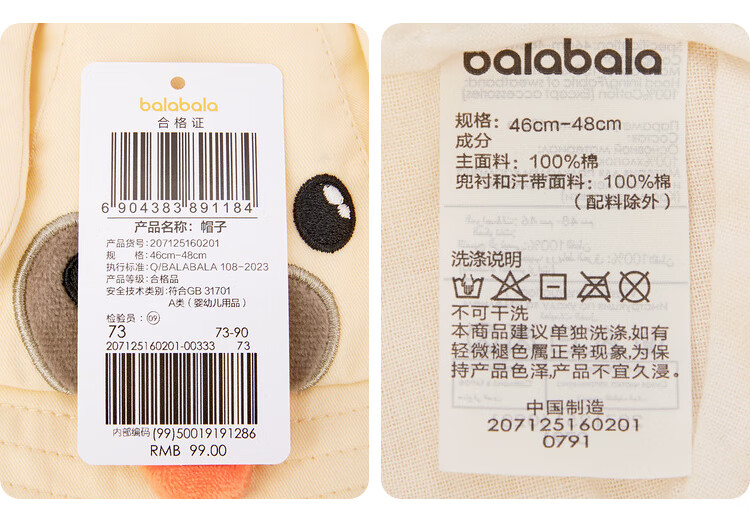 balabala
合格证
6 904383 891184
产品名称：帽子
产品货号：207125160201
规 格：46cm-48cm
执行标准：Q/BALABALA 108-2023
产品等级：合格品
安全技术类别：符合GB 31701
A类（婴幼儿用品）
检验员：09
73 73-90
207125160201-00333 73
内部编码 (99)50019191286
RMB 99.00
balabala
规格：46cm-48cm
成分
主面料：100%棉
兜衬和汗带面料：100%棉
（配料除外）
洗涤说明
不可干洗
本商品建议单独洗涤,如有
轻微褪色属正常现象,为保
持产品色泽,产品不宜久浸。
中国制造
207125160201
0791